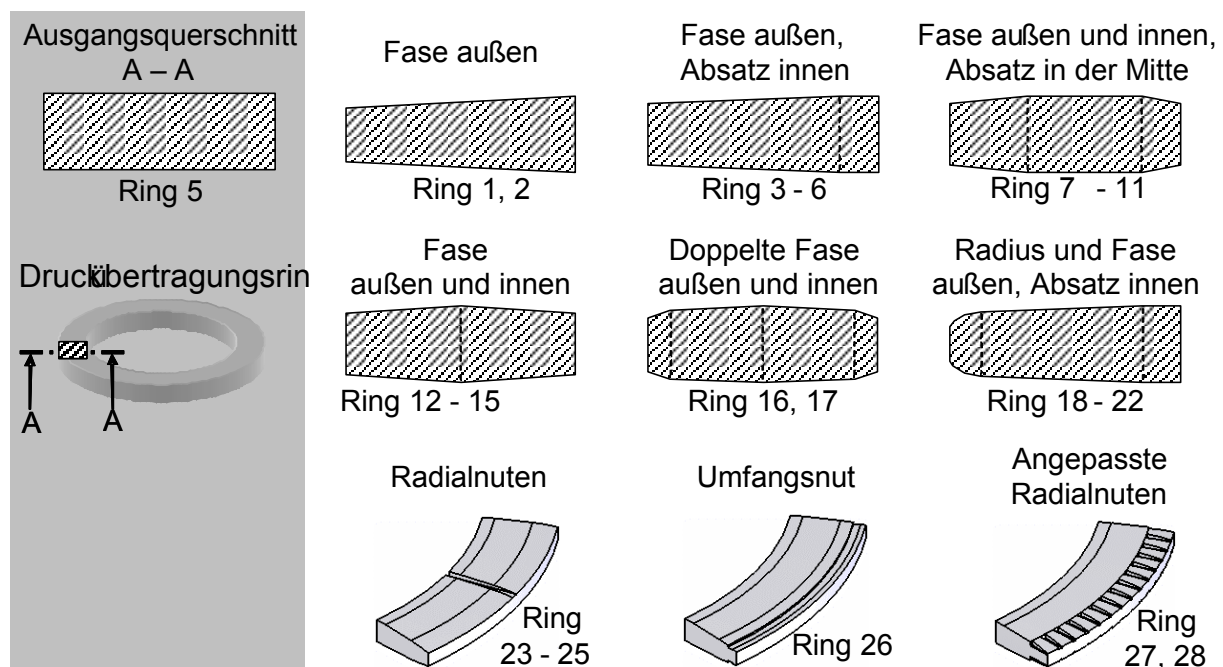 Ausgangsquerschnitt
A – A
Ring 5
Druckübertragungsrin
A
A
Fase außen
Ring 1, 2
Fase außen,
Absatz innen
Ring 3 - 6
Fase außen und innen,
Absatz in der Mitte
Ring 7 - 11
Fase
außen und innen
Ring 12 - 15
Doppelte Fase
außen und innen
Ring 16, 17
Radius und Fase
außen, Absatz innen
Ring 18 - 22
Radialnuten
Ring
23 - 25
Umfangsnut
Ring 26
Angepasste
Radialnuten
Ring
27, 28